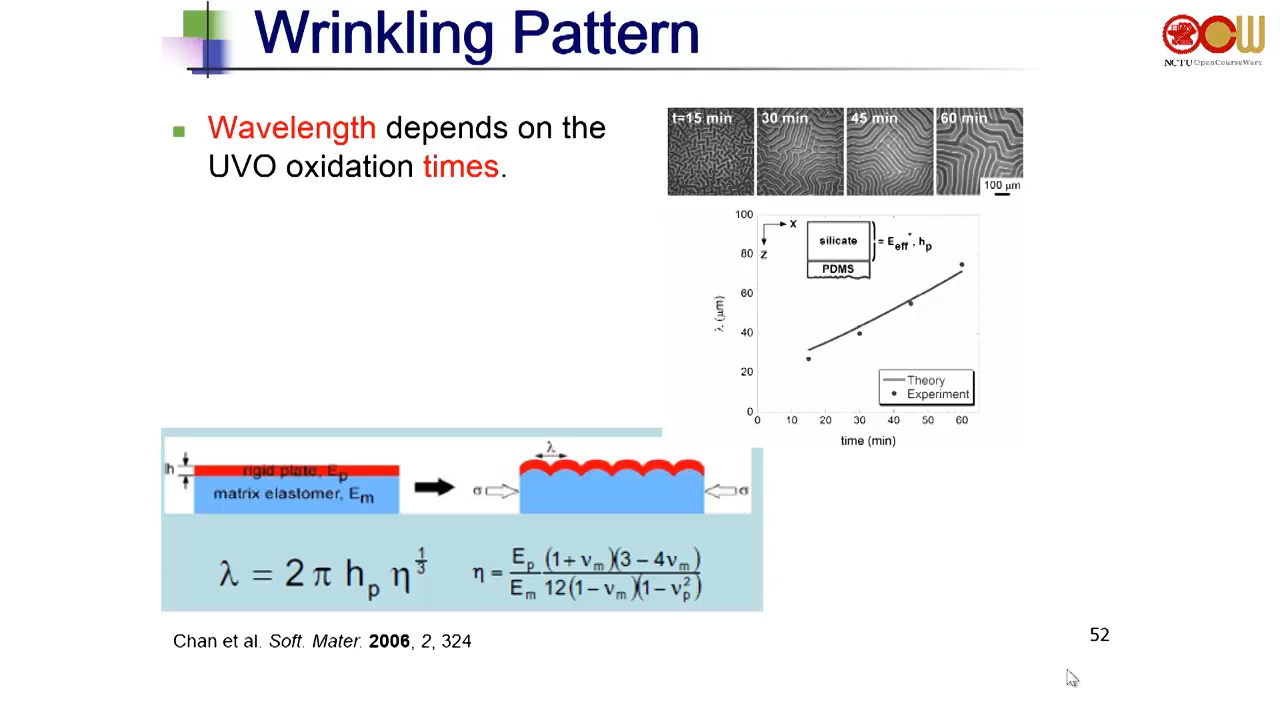 Wrinkling Pattern
NCTU OpenCourseWare
Wavelength depends on the
UVO oxidation times.
t=15 min
30 min
45 min
60 min
100 μm
100
80
60
40
20
0
λ (μm)
x
z
silicate
PDMS
= E_eff*, h_p
Theory
Experiment
0 10 20 30 40 50 60
time (min)
h
rigid plate, E_p
matrix elastomer, E_m
λ
σ
σ
λ = 2 π h_p η^(1/3)
η = E_p (1+ ν_m)(3 − 4ν_m) / E_m 12(1− ν_m)(1− ν_p^2)
Chan et al. Soft. Mater. 2006, 2, 324
52